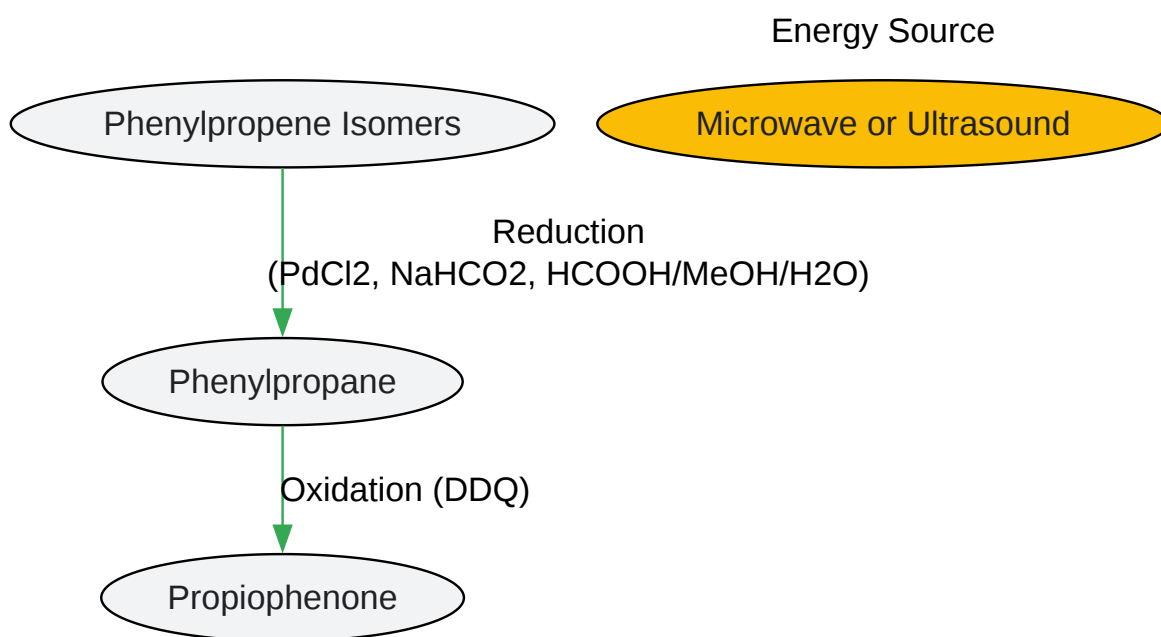 Energy Source
Phenylpropene Isomers
Microwave or Ultrasound
Reduction
(PdCl2, NaHCO2, HCOOH/MeOH/H2O)
Phenylpropane
Oxidation (DDQ)
Propiophenone